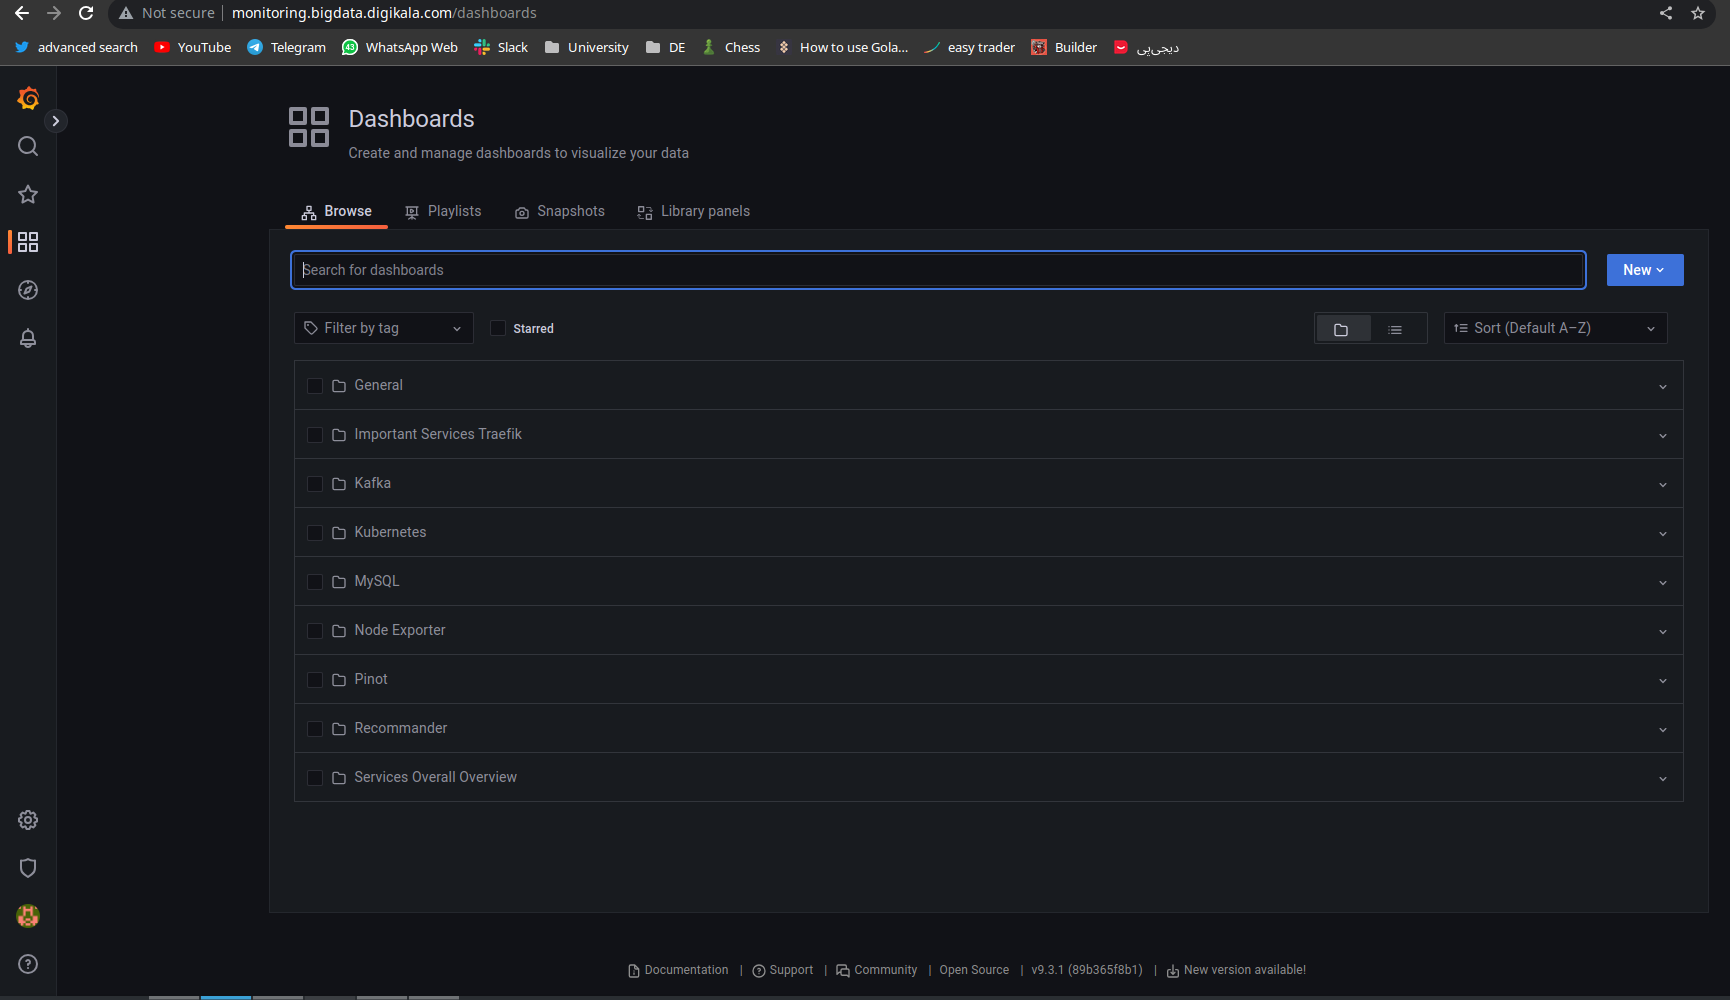 Not secure monitoring.bigdata.digikala.com/dashboards
advanced search YouTube Telegram 43 WhatsApp Web Slack University DE Chess How to use Gola... easy trader Builder دیجی‌پی
Dashboards
Create and manage dashboards to visualize your data
Browse Playlists Snapshots Library panels
Search for dashboards New
Filter by tag Starred Sort (Default A–Z)
General
Important Services Traefik
Kafka
Kubernetes
MySQL
Node Exporter
Pinot
Recommander
Services Overall Overview
Documentation | Support | Community | Open Source | v9.3.1 (89b365f8b1) | New version available!